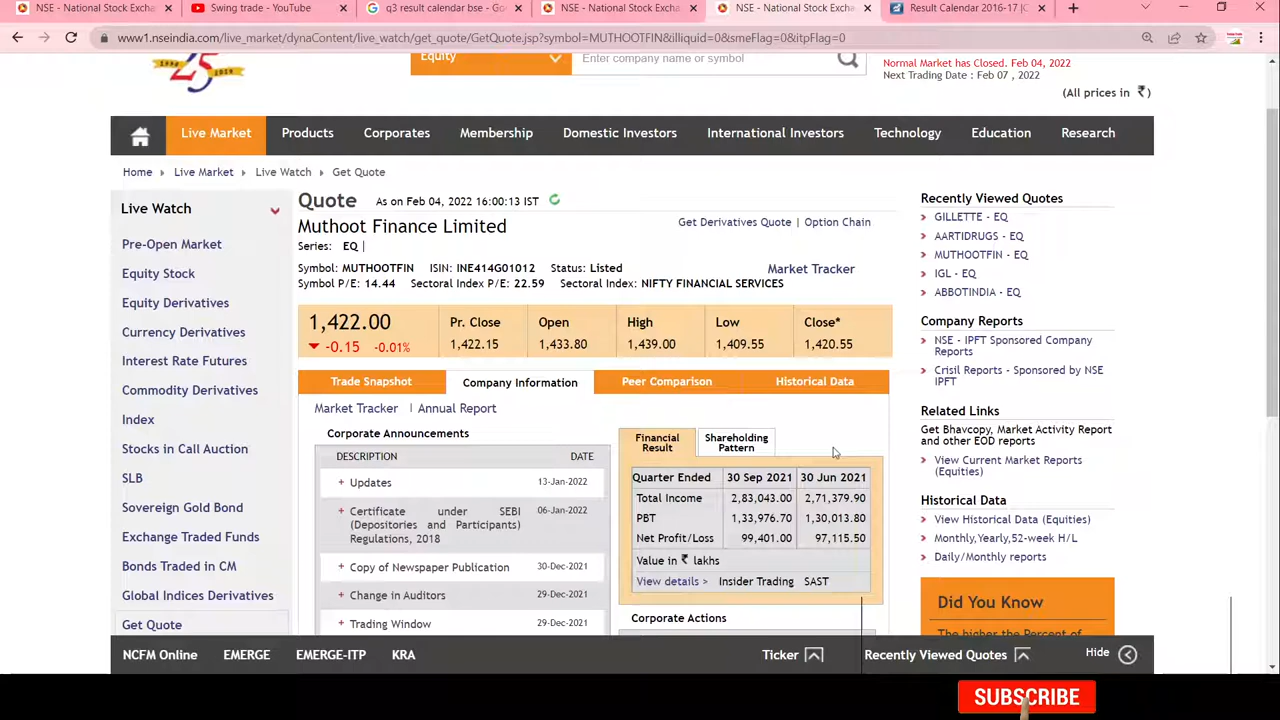 NSE - National Stock Exchan
Swing trade - YouTube
q3 result calendar bse - Go
NSE - National Stock Exchan
NSE - National Stock Exchan
Result Calendar 2016-17 |C
www1.nseindia.com/live_market/dynaContent/live_watch/get_quote/GetQuote.jsp?symbol=MUTHOOTFIN&illiquid=0&smeFlag=0&itpFlag=0
25
Equity
Enter company name or symbol
Normal Market has Closed. Feb 04, 2022
Next Trading Date : Feb 07 , 2022
(All prices in ₹)
Live Market Products Corporates Membership Domestic Investors International Investors Technology Education Research
Home Live Market Live Watch Get Quote
Live Watch
Pre-Open Market
Equity Stock
Equity Derivatives
Currency Derivatives
Interest Rate Futures
Commodity Derivatives
Index
Stocks in Call Auction
SLB
Sovereign Gold Bond
Exchange Traded Funds
Bonds Traded in CM
Global Indices Derivatives
Get Quote
Quote As on Feb 04, 2022 16:00:13 IST
Muthoot Finance Limited
Get Derivatives Quote | Option Chain
Series: EQ |
Symbol: MUTHOOTFIN ISIN: INE414G01012 Status: Listed
Market Tracker
Symbol P/E: 14.44 Sectoral Index P/E: 22.59 Sectoral Index: NIFTY FINANCIAL SERVICES
1,422.00 Pr. Close Open High Low Close*
-0.15 -0.01% 1,422.15 1,433.80 1,439.00 1,409.55 1,420.55
Trade Snapshot Company Information Peer Comparison Historical Data
Market Tracker | Annual Report
Corporate Announcements
DESCRIPTION DATE
+ Updates 13-Jan-2022
+ Certificate under SEBI 06-Jan-2022
(Depositories and Participants)
Regulations, 2018
+ Copy of Newspaper Publication 30-Dec-2021
+ Change in Auditors 29-Dec-2021
+ Trading Window 29-Dec-2021
Financial Result
Shareholding Pattern
Quarter Ended 30 Sep 2021 30 Jun 2021
Total Income 2,83,043.00 2,71,379.90
PBT 1,33,976.70 1,30,013.80
Net Profit/Loss 99,401.00 97,115.50
Value in ₹ lakhs
View details > Insider Trading SAST
Corporate Actions
Recently Viewed Quotes
GILLETTE - EQ
AARTIDRUGS - EQ
MUTHOOTFIN - EQ
IGL - EQ
ABBOTINDIA - EQ
Company Reports
NSE - IPFT Sponsored Company
Reports
Crisil Reports - Sponsored by NSE
IPFT
Related Links
Get Bhavcopy, Market Activity Report
and other EOD reports
View Current Market Reports
(Equities)
Historical Data
View Historical Data (Equities)
Monthly,Yearly,52-week H/L
Daily/Monthly reports
Did You Know
The higher the Percent of
NCFM Online EMERGE EMERGE-ITP KRA Ticker Recently Viewed Quotes Hide
SUBSCRIBE